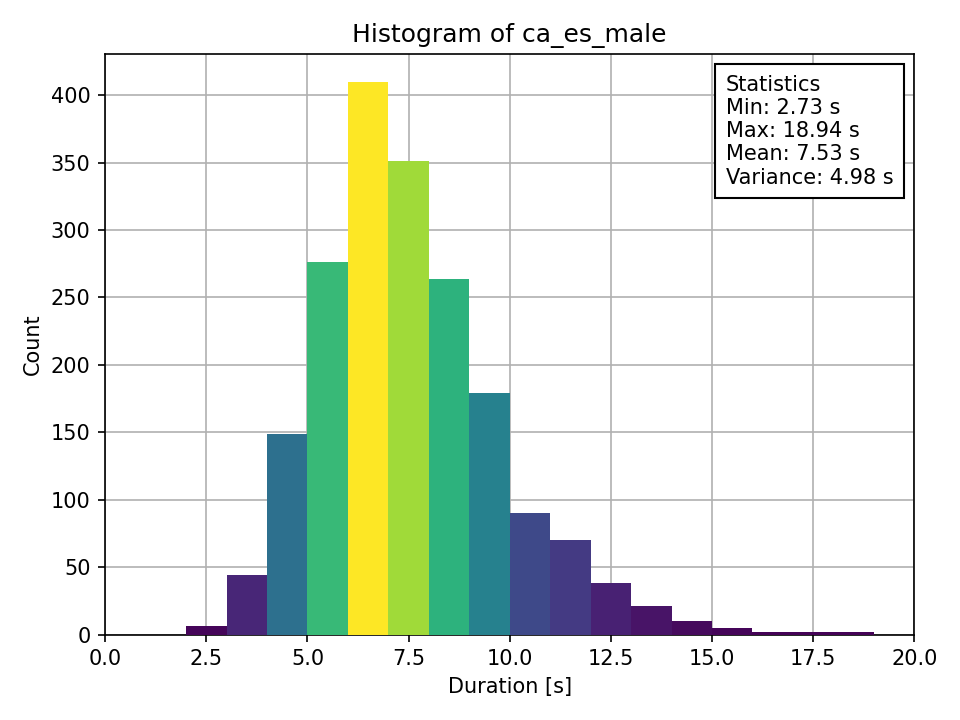 Histogram of ca_es_male
Statistics
Min: 2.73 s
Max: 18.94 s
Mean: 7.53 s
Variance: 4.98 s
400
350
300
250
200
150
100
50
0
Count
0.0 2.5 5.0 7.5 10.0 12.5 15.0 17.5 20.0
Duration [s]